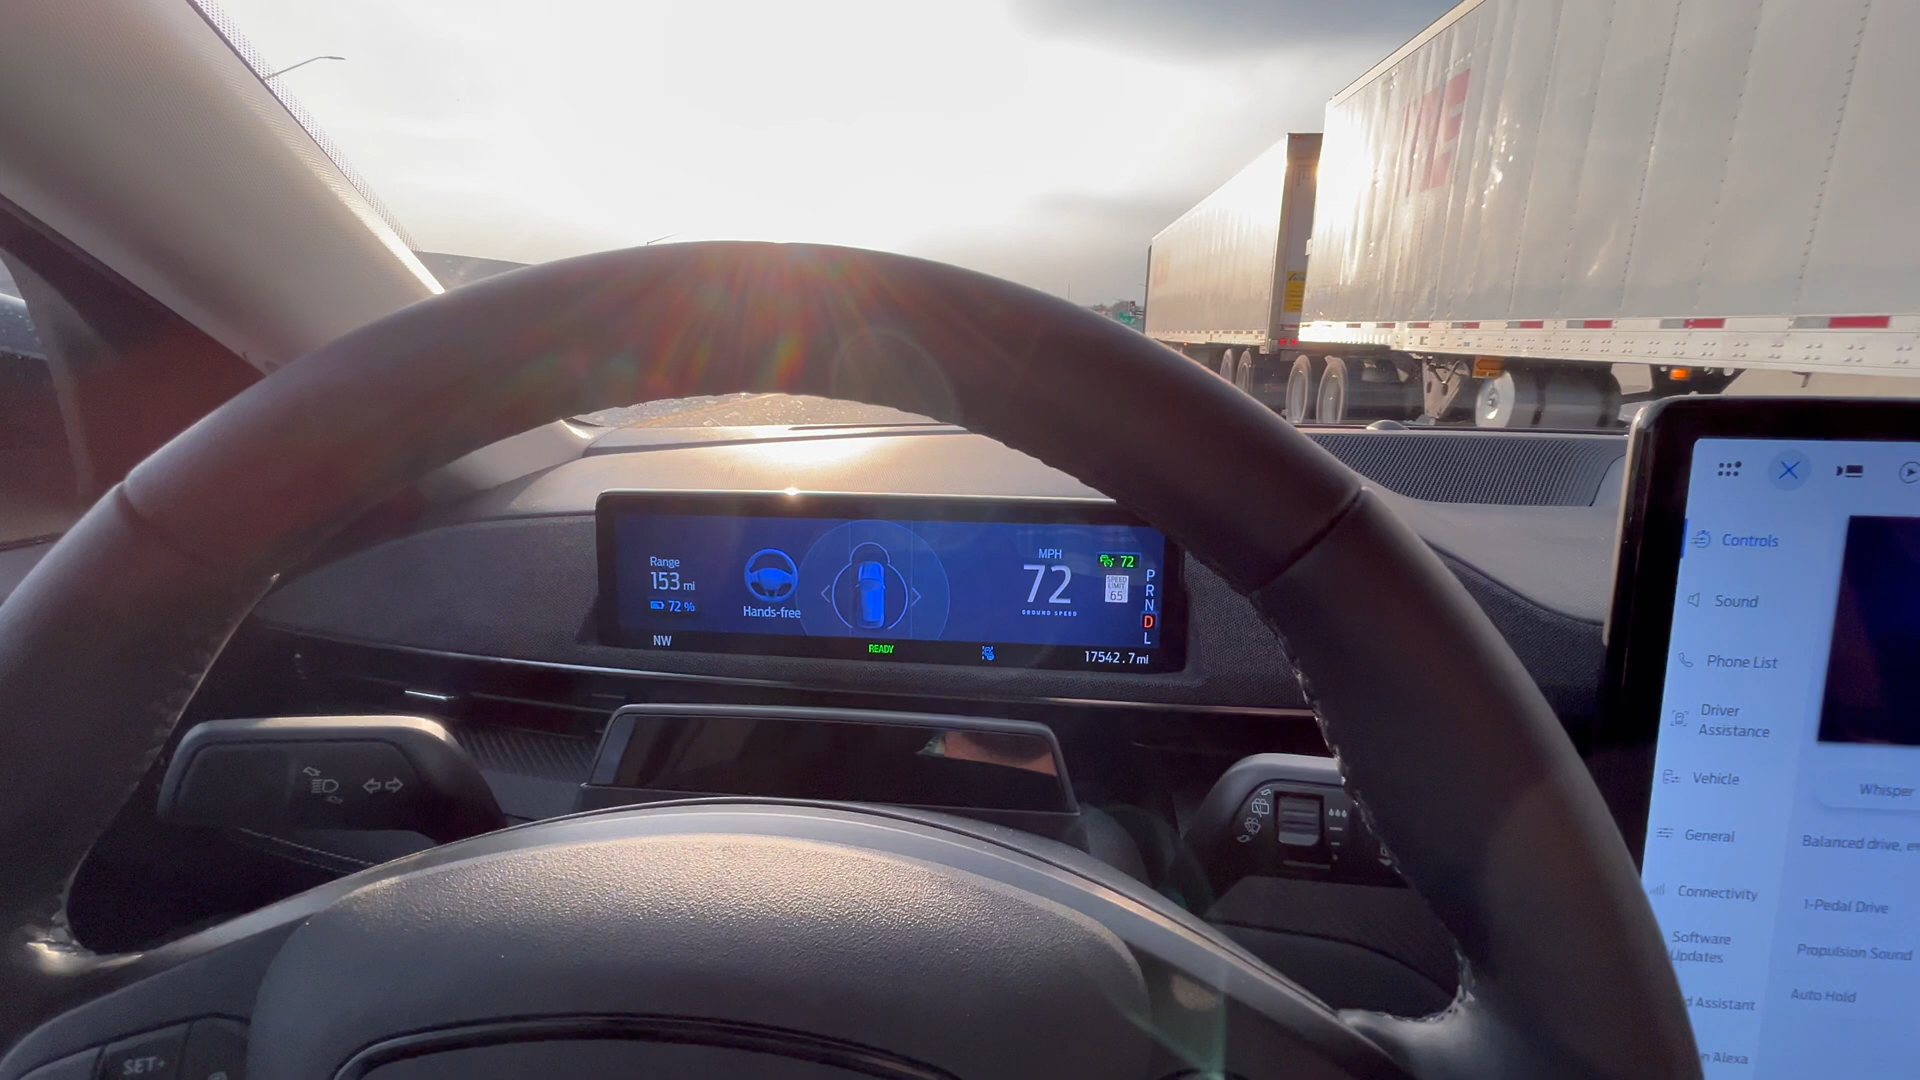 Range
153 mi
72 %
NW
Hands-free
READY
MPH
72
GROUND SPEED
72
SPEED
LIMIT
65
P
R
N
D
L
17542.7 mi
SET+
Controls
Sound
Phone List
Driver
Assistance
Vehicle
General
Connectivity
Software
Updates
Assistant
Alexa
Whisper
Balanced drive,
1-Pedal Drive
Propulsion Sound
Auto Hold